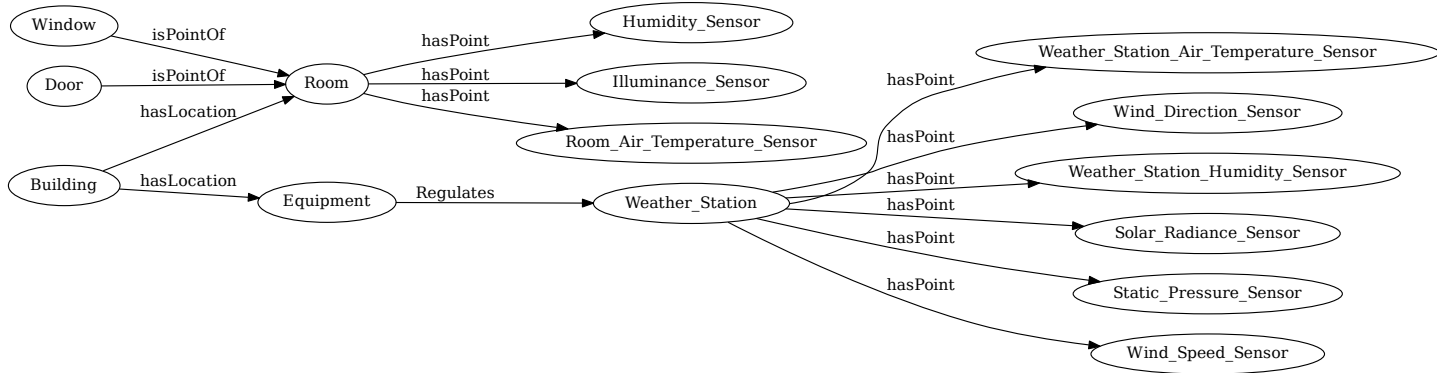 Window
isPointOf
Door
isPointOf
Room
hasLocation
Building
hasLocation
Equipment
Regulates
hasPoint
Humidity_Sensor
hasPoint
Illuminance_Sensor
hasPoint
Room_Air_Temperature_Sensor
Weather_Station
hasPoint
Weather_Station_Air_Temperature_Sensor
hasPoint
Wind_Direction_Sensor
hasPoint
Weather_Station_Humidity_Sensor
hasPoint
Solar_Radiance_Sensor
hasPoint
Static_Pressure_Sensor
hasPoint
Wind_Speed_Sensor